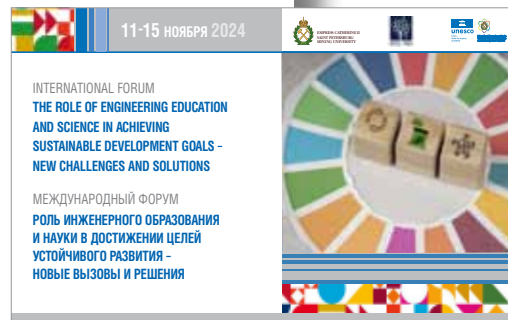 11-15 НОЯБРЯ 2024
EMPRESS CATHERINE II
SAINT PETERSBURG
MINING UNIVERSITY
unesco
INTERNATIONAL FORUM
THE ROLE OF ENGINEERING EDUCATION
AND SCIENCE IN ACHIEVING
SUSTAINABLE DEVELOPMENT GOALS –
NEW CHALLENGES AND SOLUTIONS
МЕЖДУНАРОДНЫЙ ФОРУМ
РОЛЬ ИНЖЕНЕРНОГО ОБРАЗОВАНИЯ
И НАУКИ В ДОСТИЖЕНИИ ЦЕЛЕЙ
УСТОЙЧИВОГО РАЗВИТИЯ –
НОВЫЕ ВЫЗОВЫ И РЕШЕНИЯ